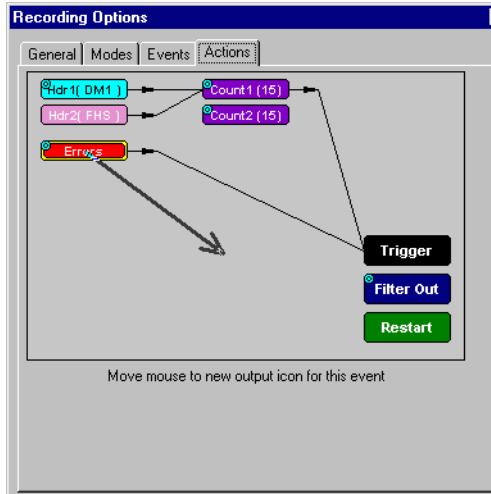 Recording Options
General Modes Events Actions
Hdr1( DM1 ) Count1 (15)
Hdr2( FHS ) Count2 (15)
Errors
Trigger
Filter Out
Restart
Move mouse to new output icon for this event